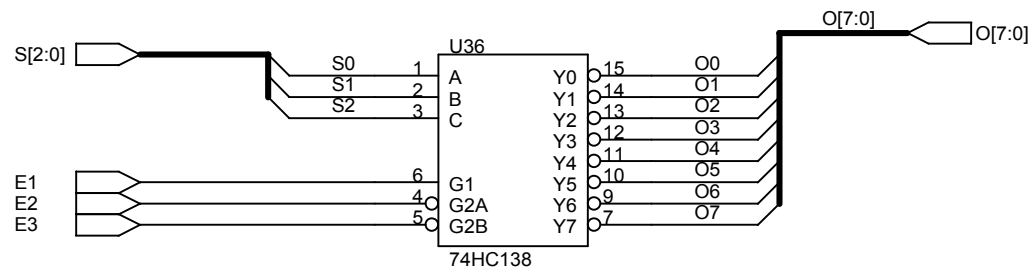 O[7:0]
S[2:0] U36 O[7:0]
S0 1 A Y0 15 O0
S1 2 B Y1 14 O1
S2 3 C Y2 13 O2
Y3 12 O3
Y4 11 O4
E1 6 G1 Y5 10 O5
E2 4 G2A Y6 9 O6
E3 5 G2B Y7 7 O7
74HC138